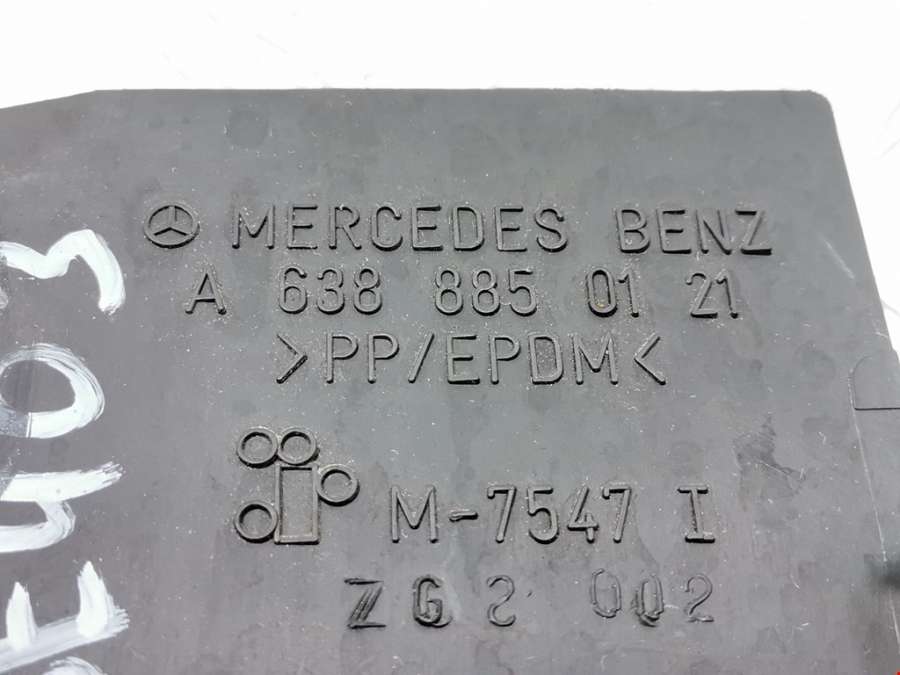 MERCEDES BENZ
A 638 885 01 21
>PP/EPDM<
M-7547 I
ZG2 002